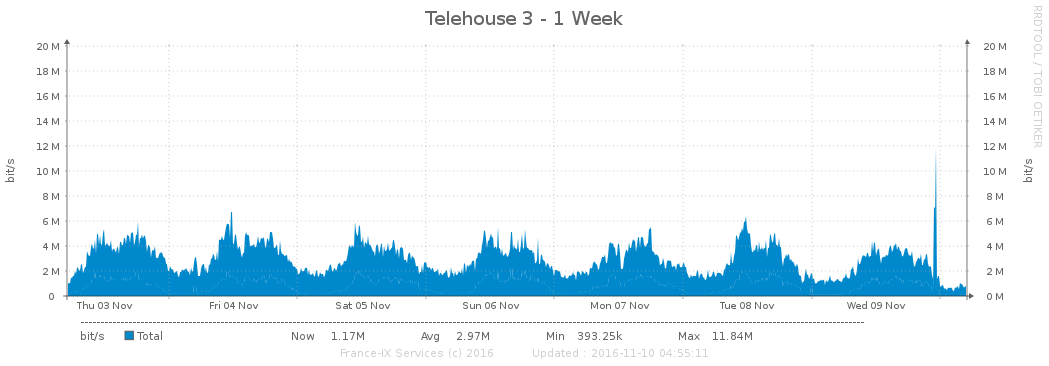 Telehouse 3 - 1 Week
RRDTOOL / TOBI OETIKER
bit/s
bit/s
20 M 20 M
18 M 18 M
16 M 16 M
14 M 14 M
12 M 12 M
10 M 10 M
8 M 8 M
6 M 6 M
4 M 4 M
2 M 2 M
0 0 M
Thu 03 Nov Fri 04 Nov Sat 05 Nov Sun 06 Nov Mon 07 Nov Tue 08 Nov Wed 09 Nov
bit/s Total Now 1.17M Avg 2.97M Min 393.25k Max 11.84M
France-IX Services (c) 2016 Updated : 2016-11-10 04:55:11